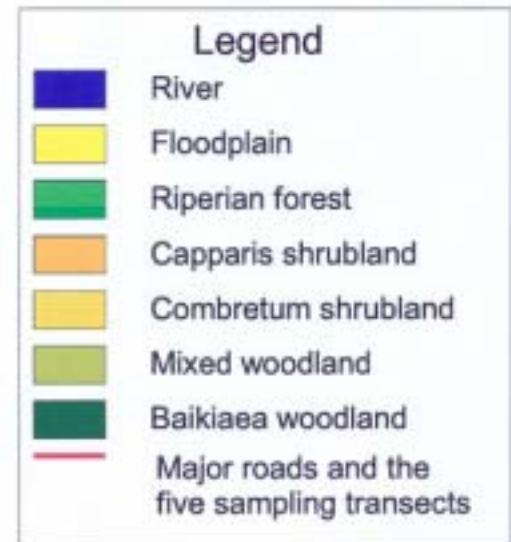 Legend
River
Floodplain
Riperian forest
Capparis shrubland
Combretum shrubland
Mixed woodland
Baikiaea woodland
Major roads and the
five sampling transects